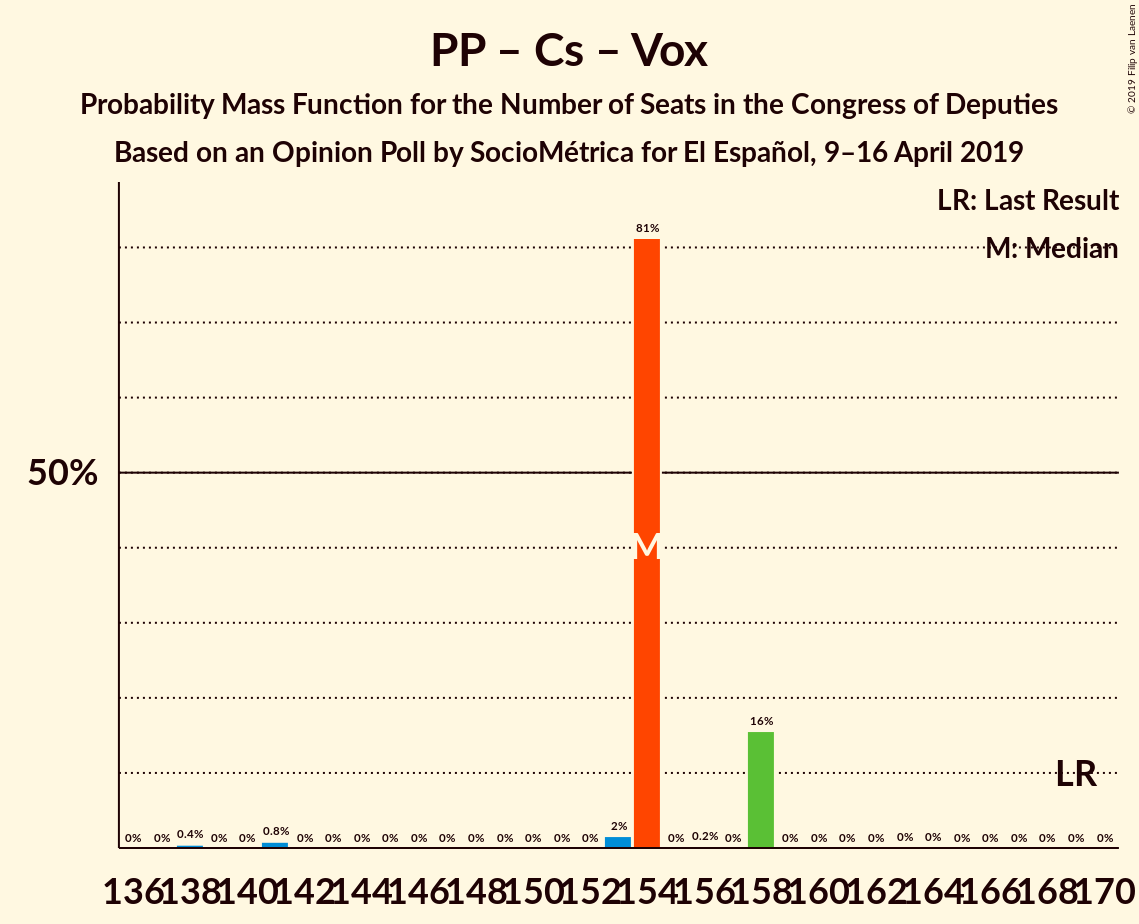 PP – Cs – Vox
Probability Mass Function for the Number of Seats in the Congress of Deputies
Based on an Opinion Poll by SocioMétrica for El Español, 9–16 April 2019
© 2019 Filip van Laenen
LR: Last Result
M: Median
81%
50%
M
16%
LR
0% 0% 0.4% 0% 0% 0.8% 0% 0% 0% 0% 0% 0% 0% 0% 0% 0% 0% 2% 0% 0.2% 0% 0% 0% 0% 0% 0% 0% 0% 0% 0% 0% 0% 0%
136 138 140 142 144 146 148 150 152 154 156 158 160 162 164 166 168 170